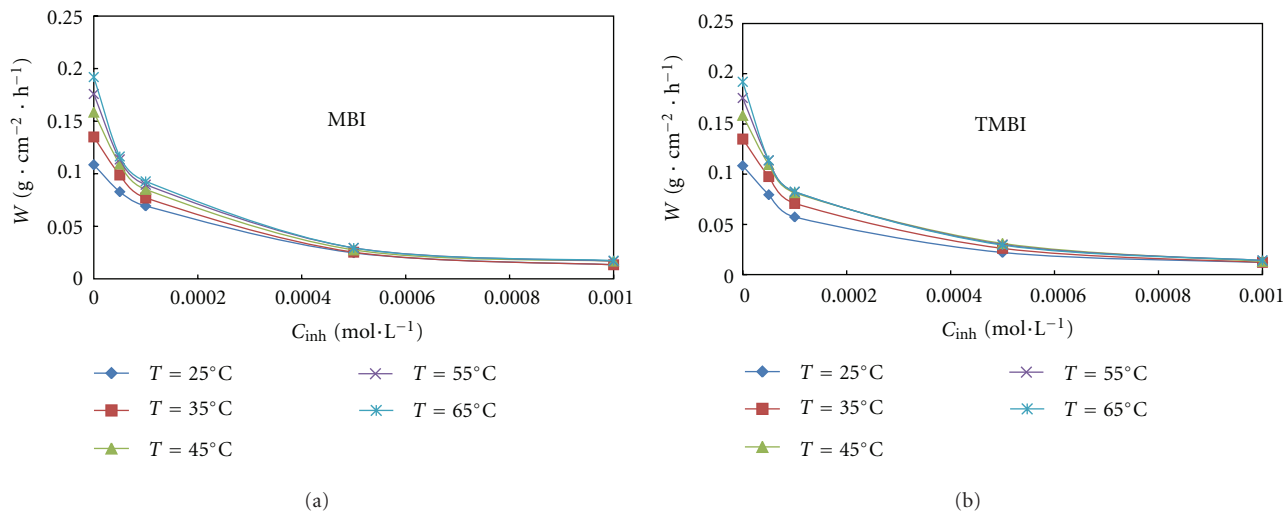 0.25
0.2
0.15
0.1
0.05
0
W (g · cm⁻² · h⁻¹)
MBI
0 0.0002 0.0004 0.0006 0.0008 0.001
C_inh (mol·L⁻¹)
T = 25°C
T = 35°C
T = 45°C
T = 55°C
T = 65°C
(a)
0.25
0.2
0.15
0.1
0.05
0
W (g · cm⁻² · h⁻¹)
TMBI
0 0.0002 0.0004 0.0006 0.0008 0.001
C_inh (mol·L⁻¹)
T = 25°C
T = 35°C
T = 45°C
T = 55°C
T = 65°C
(b)